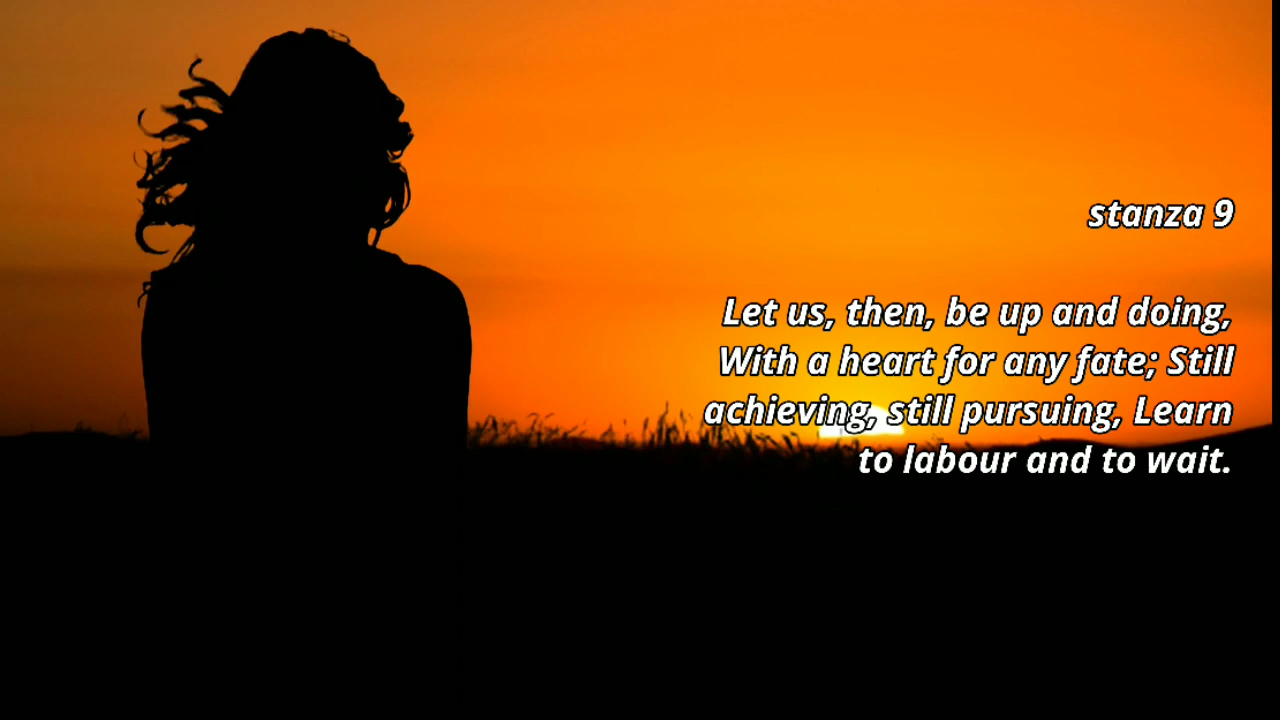 stanza 9
Let us, then, be up and doing,
With a heart for any fate; Still
achieving, still pursuing, Learn
to labour and to wait.